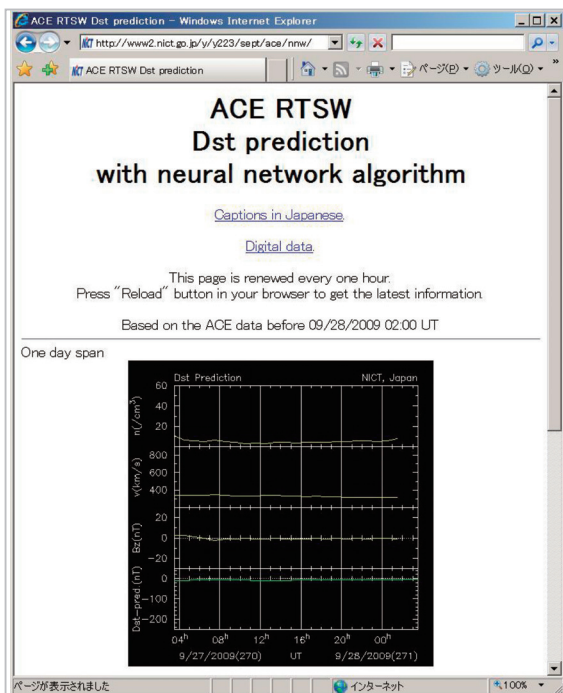 ACE RTSW Dst prediction - Windows Internet Explorer
http://www2.nict.go.jp/y/y223/sept/ace/nnw/
ACE RTSW Dst prediction
ページ(P)
ツール(O)
ACE RTSW
Dst prediction
with neural network algorithm
Captions in Japanese.
Digital data.
This page is renewed every one hour.
Press "Reload" button in your browser to get the latest information.
Based on the ACE data before 09/28/2009 02:00 UT
One day span
Dst Prediction NICT, Japan
n(/cm³)
60
40
20
v(km/s)
800
600
400
Bz(nT)
20
0
-20
Dst-pred.(nT)
0
-100
-200
04h 08h 12h 16h 20h 00h
9/27/2009(270) UT 9/28/2009(271)
ページが表示されました インターネット 100%